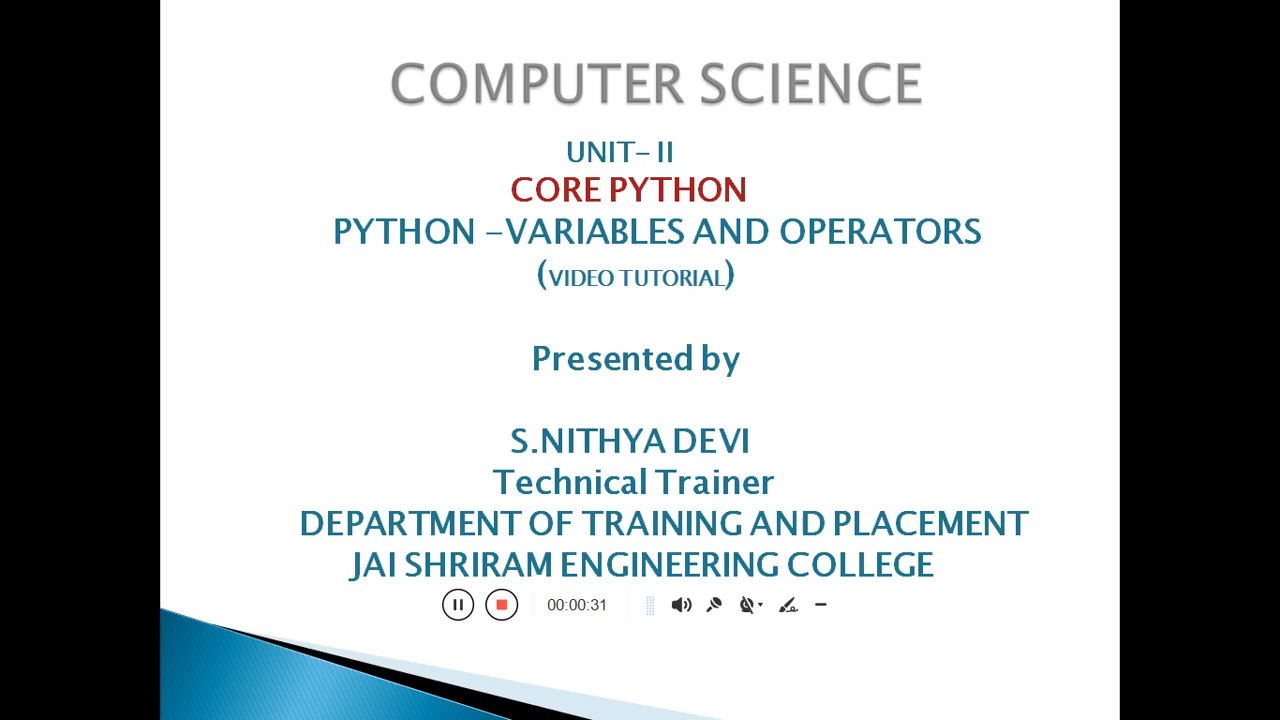 COMPUTER SCIENCE
UNIT– II
CORE PYTHON
PYTHON –VARIABLES AND OPERATORS
(VIDEO TUTORIAL)
Presented by
S.NITHYA DEVI
Technical Trainer
DEPARTMENT OF TRAINING AND PLACEMENT
JAI SHRIRAM ENGINEERING COLLEGE
00:00:31